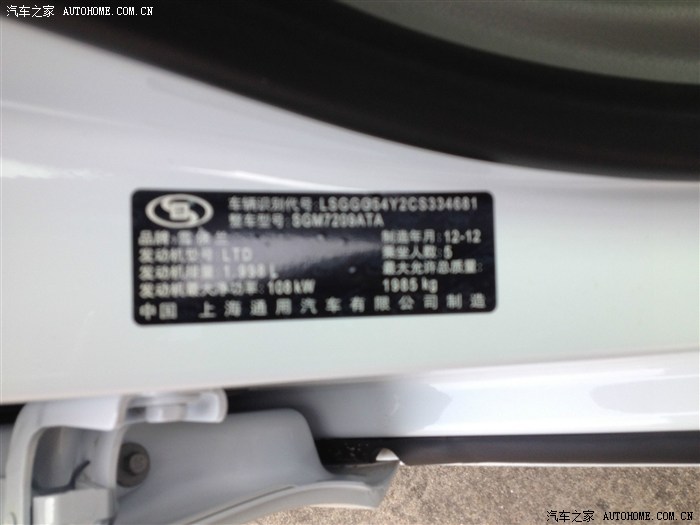 汽车之家 AUTOHOME.COM.CN
车辆识别代号 LSGGG54Y2CS334681
整车型号 SGM7209ATA
品牌 雪佛兰 制造年月 12-12
发动机型号 LTD 乘坐人数 5
发动机排量 1.998 L 最大允许总质量:
发动机最大净功率: 108 kW 1985 kg
中国 上海通用汽车有限公司 制造
汽车之家 AUTOHOME.COM.CN